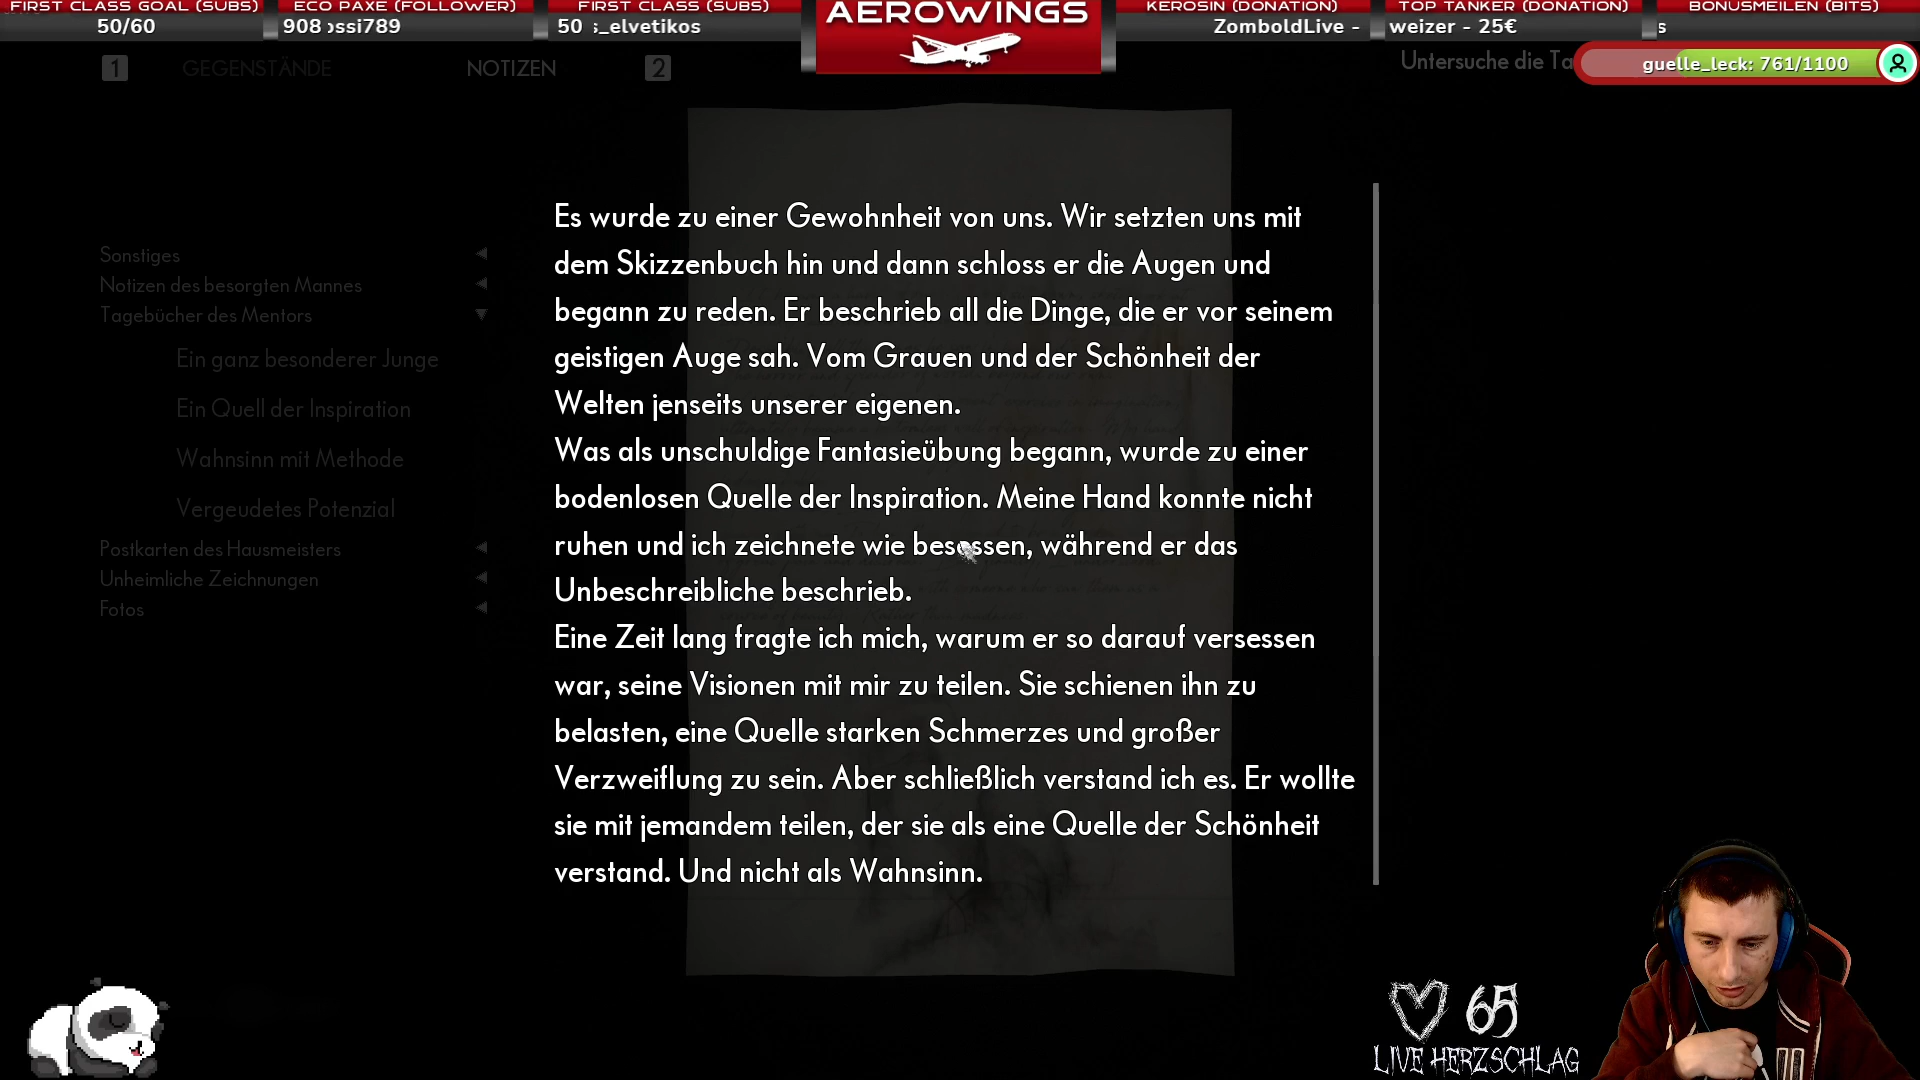 FIRST CLASS GOAL (SUBS)
50/60
ECO PAXE (FOLLOWER)
908 ossi789
FIRST CLASS (SUBS)
50 s_elvetikos
AEROWINGS
KEROSIN (DONATION)
ZomboldLive -
TOP TANKER (DONATION)
weizer - 25€
BONUSMEILEN (BITS)
s
1
GEGENSTÄNDE
NOTIZEN
2
Untersuche die Ta
guelle_leck: 761/1100
Sonstiges
Notizen des besorgten Mannes
Tagebücher des Mentors
Ein ganz besonderer Junge
Ein Quell der Inspiration
Wahnsinn mit Methode
Vergeudetes Potenzial
Postkarten des Hausmeisters
Unheimliche Zeichnungen
Fotos
Es wurde zu einer Gewohnheit von uns. Wir setzten uns mit
dem Skizzenbuch hin und dann schloss er die Augen und
begann zu reden. Er beschrieb all die Dinge, die er vor seinem
geistigen Auge sah. Vom Grauen und der Schönheit der
Welten jenseits unserer eigenen.
Was als unschuldige Fantasieübung begann, wurde zu einer
bodenlosen Quelle der Inspiration. Meine Hand konnte nicht
ruhen und ich zeichnete wie besessen, während er das
Unbeschreibliche beschrieb.
Eine Zeit lang fragte ich mich, warum er so darauf versessen
war, seine Visionen mit mir zu teilen. Sie schienen ihn zu
belasten, eine Quelle starken Schmerzes und großer
Verzweiflung zu sein. Aber schließlich verstand ich es. Er wollte
sie mit jemandem teilen, der sie als eine Quelle der Schönheit
verstand. Und nicht als Wahnsinn.
65
LIVE HERZSCHLAG